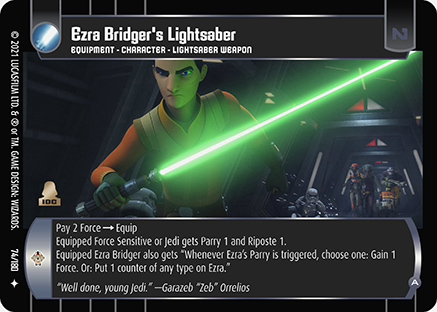 Ezra Bridger's Lightsaber
EQUIPMENT - CHARACTER - LIGHTSABER WEAPON
N
© 2021 LUCASFILM LTD. & ® or TM. GAME DESIGN: WIZARDS.
74/180
IDC
Pay 2 Force → Equip
Equipped Force Sensitive or Jedi gets Parry 1 and Riposte 1.
Equipped Ezra Bridger also gets "Whenever Ezra's Parry is triggered, choose one: Gain 1
Force. Or: Put 1 counter of any type on Ezra."
"Well done, young Jedi." —Garazeb "Zeb" Orrelios
A